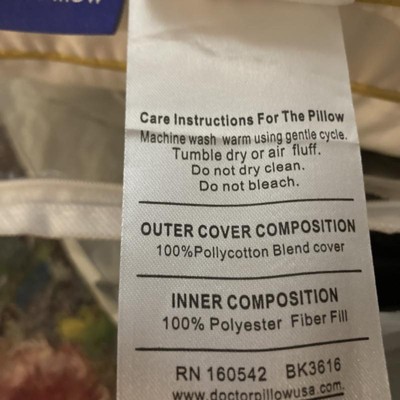 Care Instructions For The Pillow
Machine wash warm using gentle cycle.
Tumble dry or air fluff.
Do not dry clean.
Do not bleach.
OUTER COVER COMPOSITION
100%Pollycotton Blend cover
INNER COMPOSITION
100% Polyester Fiber Fill
RN 160542 BK3616
www.doctorpillowusa.com.